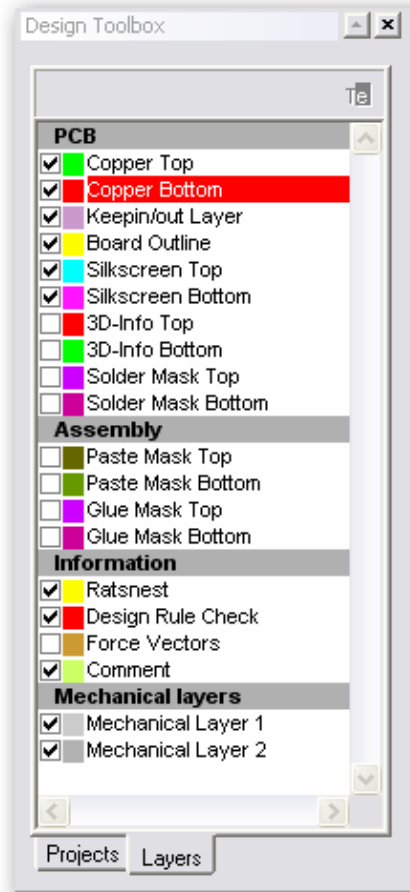 Design Toolbox
Te
PCB
Copper Top
Copper Bottom
Keepin/out Layer
Board Outline
Silkscreen Top
Silkscreen Bottom
3D-Info Top
3D-Info Bottom
Solder Mask Top
Solder Mask Bottom
Assembly
Paste Mask Top
Paste Mask Bottom
Glue Mask Top
Glue Mask Bottom
Information
Ratsnest
Design Rule Check
Force Vectors
Comment
Mechanical layers
Mechanical Layer 1
Mechanical Layer 2
Projects Layers